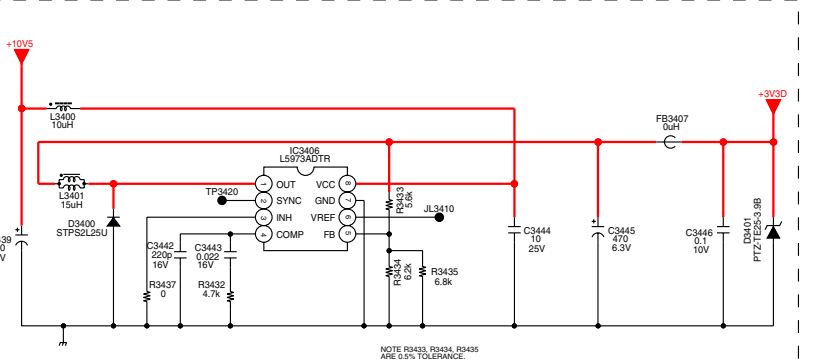 +10V5
+3V3D
L3400
10uH
FB3407
0uH
IC3406
L5973ADTR
L3401
15uH
1
OUT
VCC
8
TP3420
2
SYNC
GND
7
3
INH
VREF
6
4
COMP
FB
5
R3433
5.6k
JL3410
D3400
STPS2L25U
C3442
220p
16V
C3443
0.022
16V
C3444
10
25V
C3445
470
6.3V
C3446
0.1
10V
D3401
PTZ-TE25-3.9B
39
0
V
R3437
0
R3432
4.7k
R3434
6.2k
R3435
6.8k
NOTE R3433, R3434, R3435
ARE 0.5% TOLERANCE.